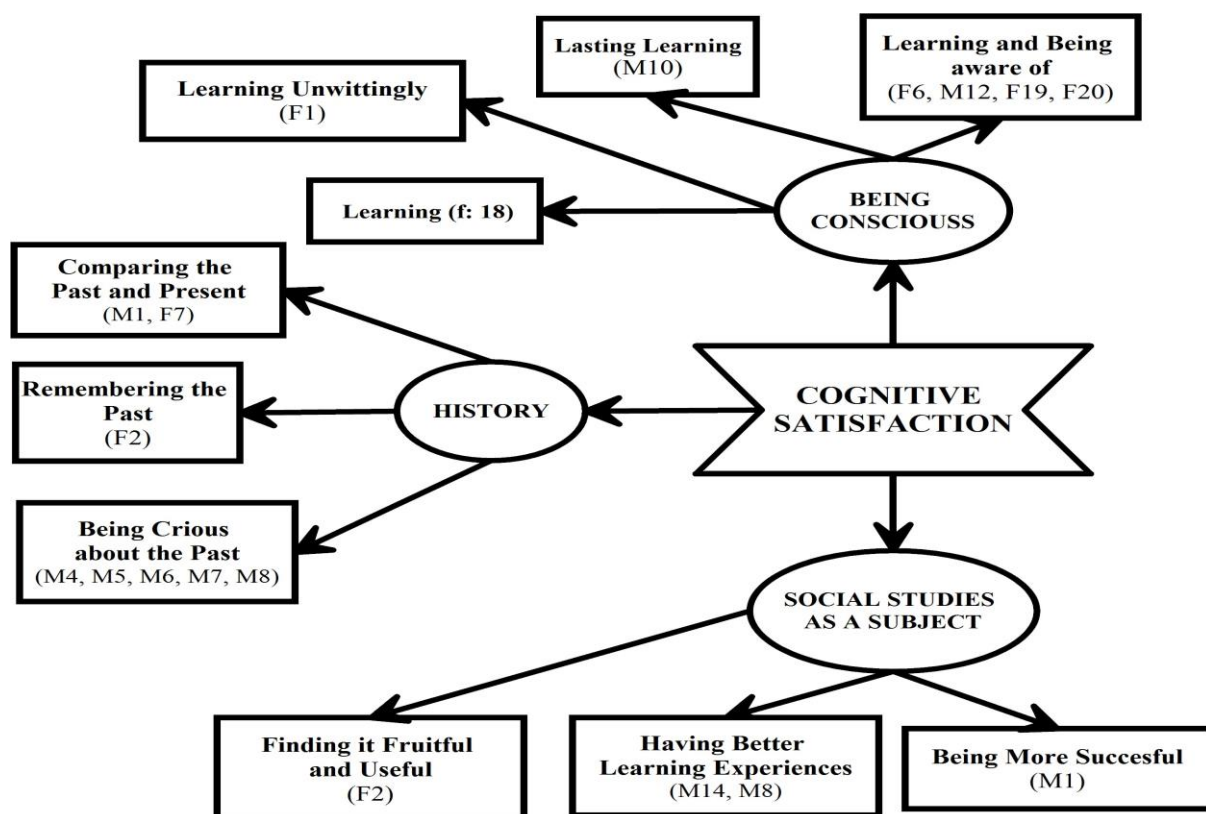 Lasting Learning
(M10)
Learning and Being
aware of
(F6, M12, F19, F20)
Learning Unwittingly
(F1)
BEING
CONSCIOUSS
Learning (f: 18)
Comparing the
Past and Present
(M1, F7)
Remembering the
Past
(F2)
HISTORY
COGNITIVE
SATISFACTION
Being Crious
about the Past
(M4, M5, M6, M7, M8)
SOCIAL STUDIES
AS A SUBJECT
Finding it Fruitful
and Useful
(F2)
Having Better
Learning Experiences
(M14, M8)
Being More Succesful
(M1)